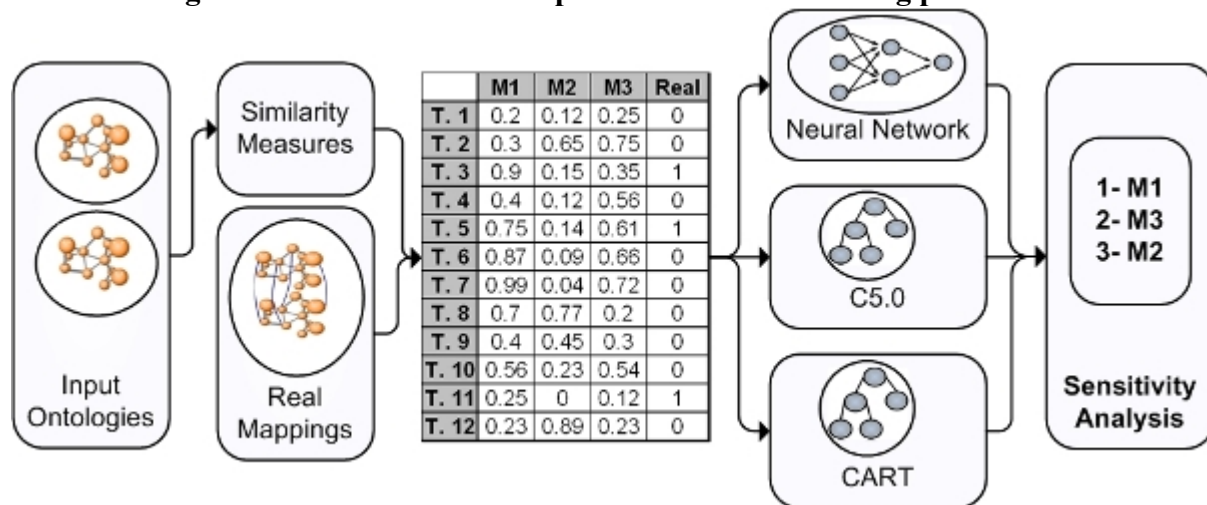 Input
Ontologies
Similarity
Measures
Real
Mappings
M1 M2 M3 Real
T. 1 0.2 0.12 0.25 0
T. 2 0.3 0.65 0.75 0
T. 3 0.9 0.15 0.35 1
T. 4 0.4 0.12 0.56 0
T. 5 0.75 0.14 0.61 1
T. 6 0.87 0.09 0.66 0
T. 7 0.99 0.04 0.72 0
T. 8 0.7 0.77 0.2 0
T. 9 0.4 0.45 0.3 0
T. 10 0.56 0.23 0.54 0
T. 11 0.25 0 0.12 1
T. 12 0.23 0.89 0.23 0
Neural Network
C5.0
CART
1- M1
2- M3
3- M2
Sensitivity
Analysis